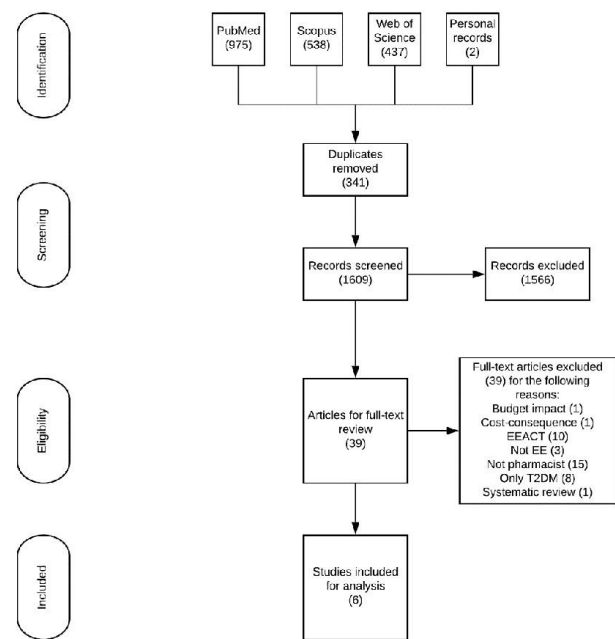 Identification
PubMed
(975)
Scopus
(538)
Web of
Science
(437)
Personal
records
(2)
Duplicates
removed
(341)
Screening
Records screened
(1609)
Records excluded
(1566)
Eligibility
Articles for full-text
review
(39)
Full-text articles excluded
(39) for the following
reasons:
Budget impact (1)
Cost-consequence (1)
EEACT (10)
Not EE (3)
Not pharmacist (15)
Only T2DM (8)
Systematic review (1)
Included
Studies included
for analysis
(6)